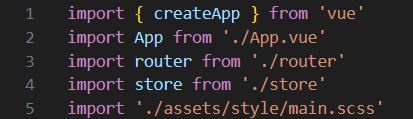 1 import { createApp } from 'vue'
2 import App from './App.vue'
3 import router from './router'
4 import store from './store'
5 import './assets/style/main.scss'